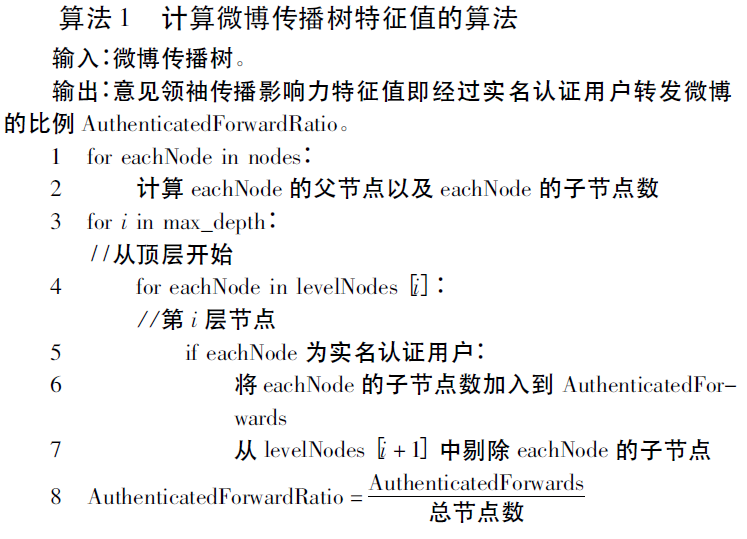 算法1 计算微博传播树特征值的算法
输入:微博传播树。
输出:意见领袖传播影响力特征值即经过实名认证用户转发微博
的比例 AuthenticatedForwardRatio。
1 for eachNode in nodes:
2 计算 eachNode 的父节点以及 eachNode 的子节点数
3 for i in max_depth:
//从顶层开始
4 for eachNode in levelNodes [i]:
//第 i 层节点
5 if eachNode 为实名认证用户:
6 将 eachNode 的子节点数加入到 AuthenticatedFor-
wards
7 从 levelNodes [i+1] 中剔除 eachNode 的子节点
8 AuthenticatedForwardRatio = AuthenticatedForwards
总节点数